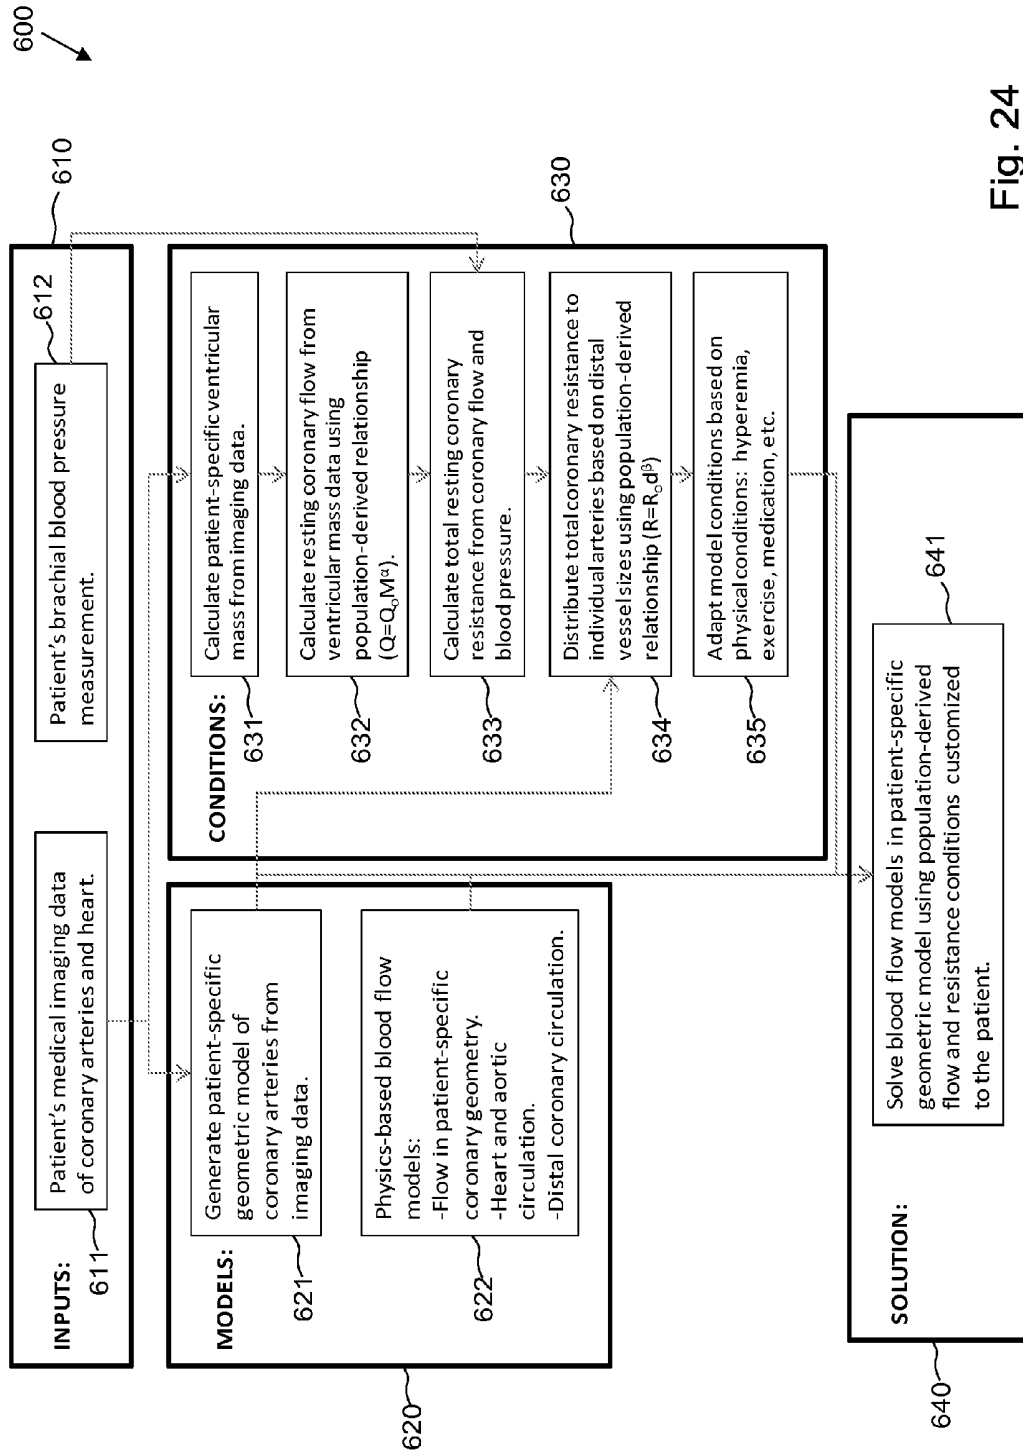 600
610
INPUTS:
Patient's medical imaging data
of coronary arteries and heart.
611
Patient's brachial blood pressure
measurement.
612
MODELS:
Generate patient-specific
geometric model of
coronary arteries from
imaging data.
621
Physics-based blood flow
models:
-Flow in patient-specific
coronary geometry.
-Heart and aortic
circulation.
-Distal coronary circulation.
622
620
CONDITIONS:
630
Calculate patient-specific ventricular
mass from imaging data.
631
Calculate resting coronary flow from
ventricular mass data using
population-derived relationship
(Q=Q₀Mᵅ).
632
Calculate total resting coronary
resistance from coronary flow and
blood pressure.
633
Distribute total coronary resistance to
individual arteries based on distal
vessel sizes using population-derived
relationship (R=R₀dᵝ)
634
Adapt model conditions based on
physical conditions: hyperemia,
exercise, medication, etc.
635
SOLUTION:
640
Solve blood flow models in patient-specific
geometric model using population-derived
flow and resistance conditions customized
to the patient.
641
Fig. 24